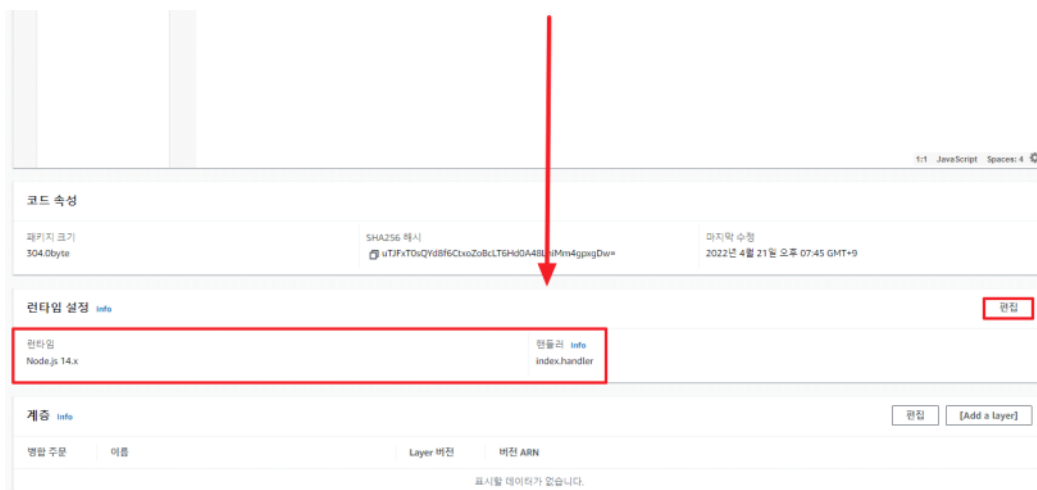 1:1 JavaScript Spaces: 4
코드 속성
패키지 크기 SHA256 해시 마지막 수정
304.0byte 2022년 4월 21일 오후 07:45 GMT+9
런타임 설정 Info 편집
런타임 핸들러 Info
Node.js 14.x index.handler
계층 Info 편집 [Add a layer]
병합 주문 이름 Layer 버전 버전 ARN
표시할 데이터가 없습니다.